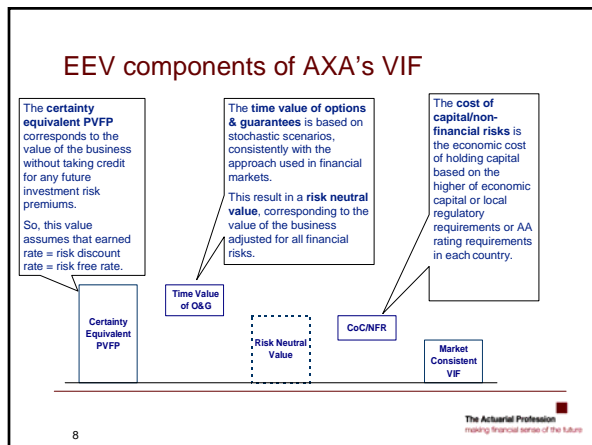 EEV components of AXA's VIF
The certainty
equivalent PVFP
corresponds to the
value of the business
without taking credit
for any future
investment risk
premiums.
So, this value
assumes that earned
rate = risk discount
rate = risk free rate.
The time value of options
& guarantees is based on
stochastic scenarios,
consistently with the
approach used in financial
markets.
This result in a risk neutral
value, corresponding to the
value of the business
adjusted for all financial
risks.
The cost of
capital/non-
financial risks is
the economic cost
of holding capital
based on the
higher of economic
capital or local
regulatory
requirements or AA
rating requirements
in each country.
Certainty
Equivalent
PVFP
Time Value
of O&G
Risk Neutral
Value
CoC/NFR
Market
Consistent
VIF
8
The Actuarial Profession
making financial sense of the future